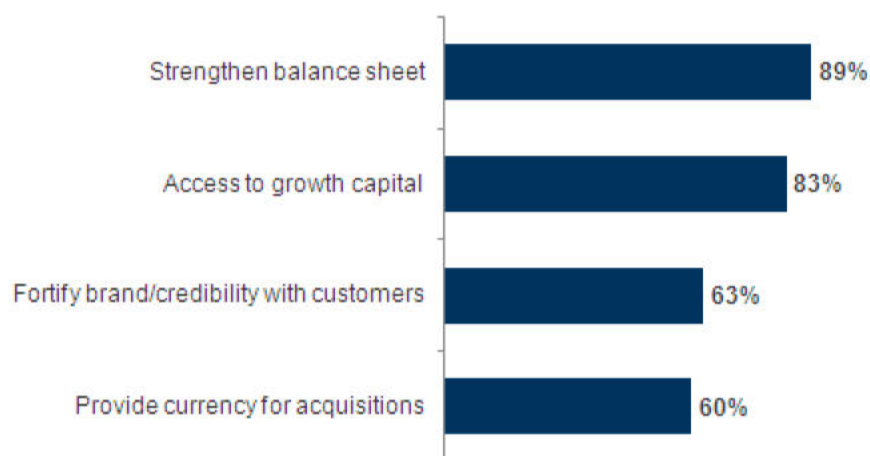 Strengthen balance sheet 89%
Access to growth capital 83%
Fortify brand/credibility with customers 63%
Provide currency for acquisitions 60%